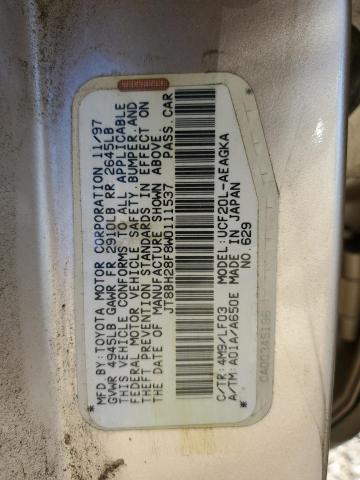 MFD. BY: TOYOTA MOTOR CORPORATION 11/97
GVWR 4945LB GAWR FR 2910LB RR 2645LB
THIS VEHICLE CONFORMS TO ALL APPLICABLE
FEDERAL MOTOR VEHICLE SAFETY, BUMPER, AND
THEFT PREVENTION STANDARDS IN EFFECT ON
THE DATE OF MANUFACTURE SHOWN ABOVE.
JT8BH28F8W0111537 PASS. CAR
C/TR: 4M9/LF03 MODEL: UCF20L-AEAGKA
A/TM: A01A/A650E MADE IN JAPAN
NO. 629